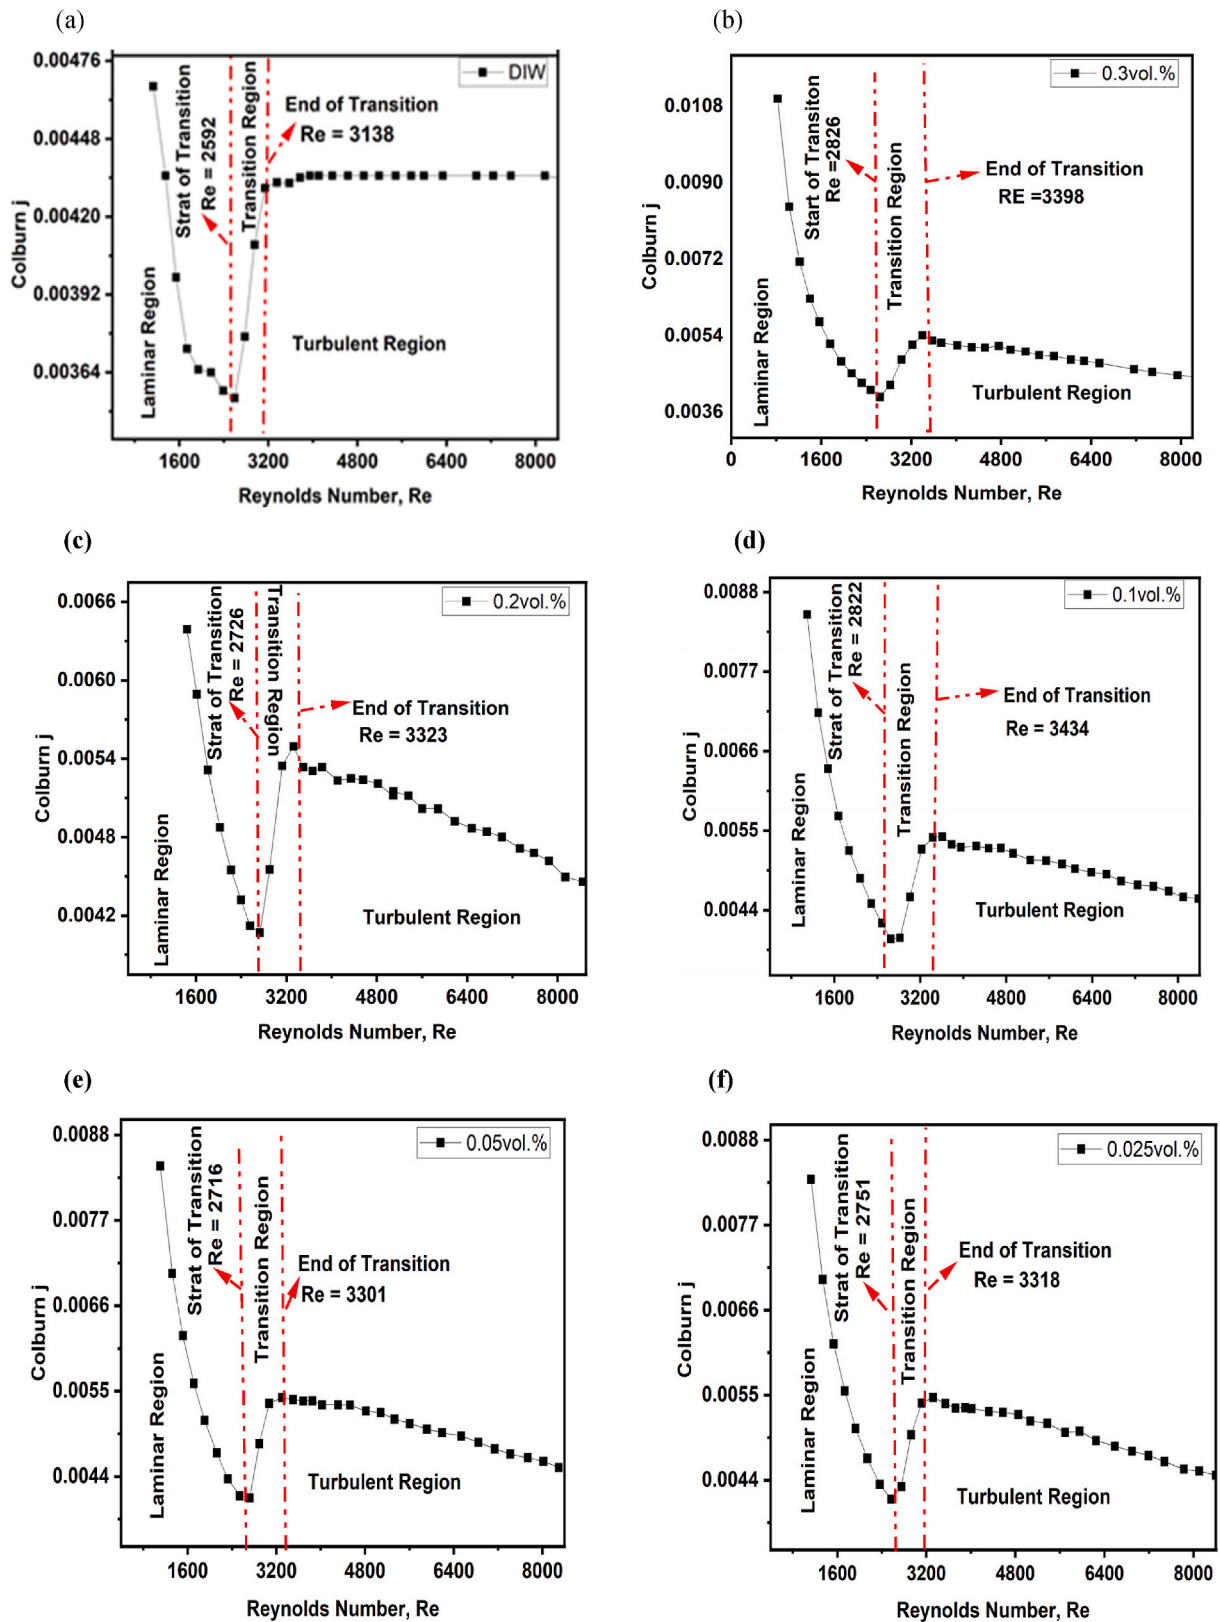 (a)
0.00476
0.00448
0.00420
0.00392
0.00364
Colburn j
DIW
Laminar Region
Strat of Transition
Re = 2592
Transition Region
End of Transition
Re = 3138
Turbulent Region
1600 3200 4800 6400 8000
Reynolds Number, Re
(b)
0.0108
0.0090
0.0072
0.0054
0.0036
Colburn j
0.3vol.%
Laminar Region
Start of Transiton
Re =2826
Transition Region
End of Transition
RE =3398
Turbulent Region
0 1600 3200 4800 6400 8000
Reynolds Number, Re
(c)
0.0066
0.0060
0.0054
0.0048
0.0042
Colburn j
0.2vol.%
Laminar Region
Strat of Transition
Re = 2726
Transition Region
End of Transition
Re = 3323
Turbulent Region
1600 3200 4800 6400 8000
Reynolds Number, Re
(d)
0.0088
0.0077
0.0066
0.0055
0.0044
Colburn j
0.1vol.%
Laminar Region
Strat of Transition
Re = 2822
Transition Region
End of Transition
Re = 3434
Turbulent Region
1600 3200 4800 6400 8000
Reynolds Number, Re
(e)
0.0088
0.0077
0.0066
0.0055
0.0044
Colburn j
0.05vol.%
Laminar Region
Strat of Transition
Re = 2716
Transition Region
End of Transition
Re = 3301
Turbulent Region
1600 3200 4800 6400 8000
Reynolds Number, Re
(f)
0.0088
0.0077
0.0066
0.0055
0.0044
Colburn j
0.025vol.%
Laminar Region
Strat of Transition
Re = 2751
Transition Region
End of Transition
Re = 3318
Turbulent Region
1600 3200 4800 6400 8000
Reynolds Number, Re